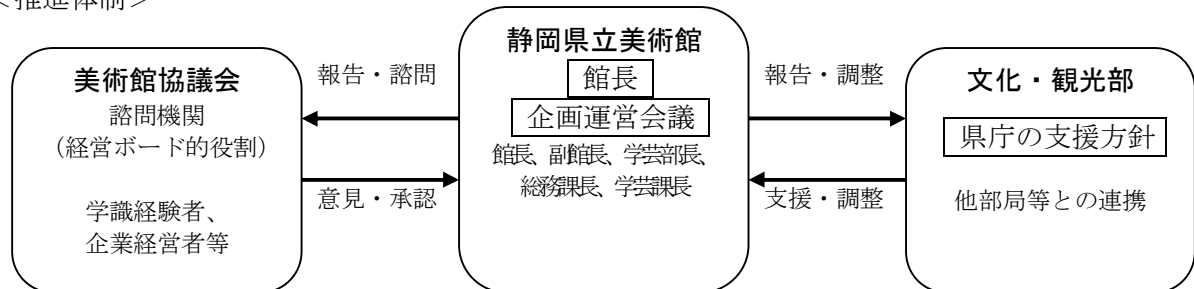 ＜推進体制＞
美術館協議会
諮問機関
（経営ボード的役割）
学識経験者、
企業経営者等
報告・諮問
意見・承認
静岡県立美術館
館長
企画運営会議
館長、副館長、学芸部長、
総務課長、学芸課長
報告・調整
支援・調整
文化・観光部
県庁の支援方針
他部局等との連携